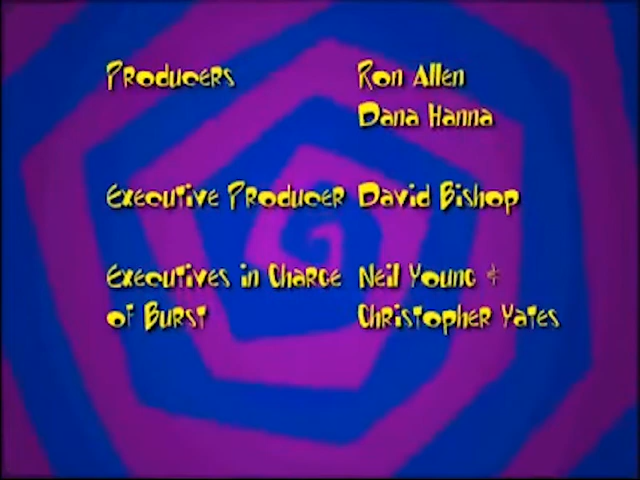 Producers Ron Allen
Dana Hanna
Executive Producer David Bishop
Executives in Charge Neil Young &
of Burst Christopher Yates